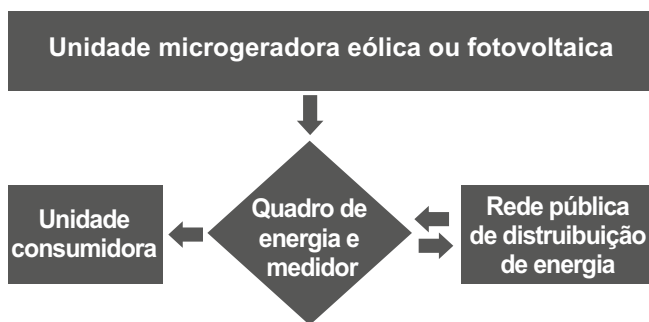 Unidade microgeradora eólica ou fotovoltaica
Unidade
consumidora
Quadro de
energia e
medidor
Rede pública
de distruibuição
de energia